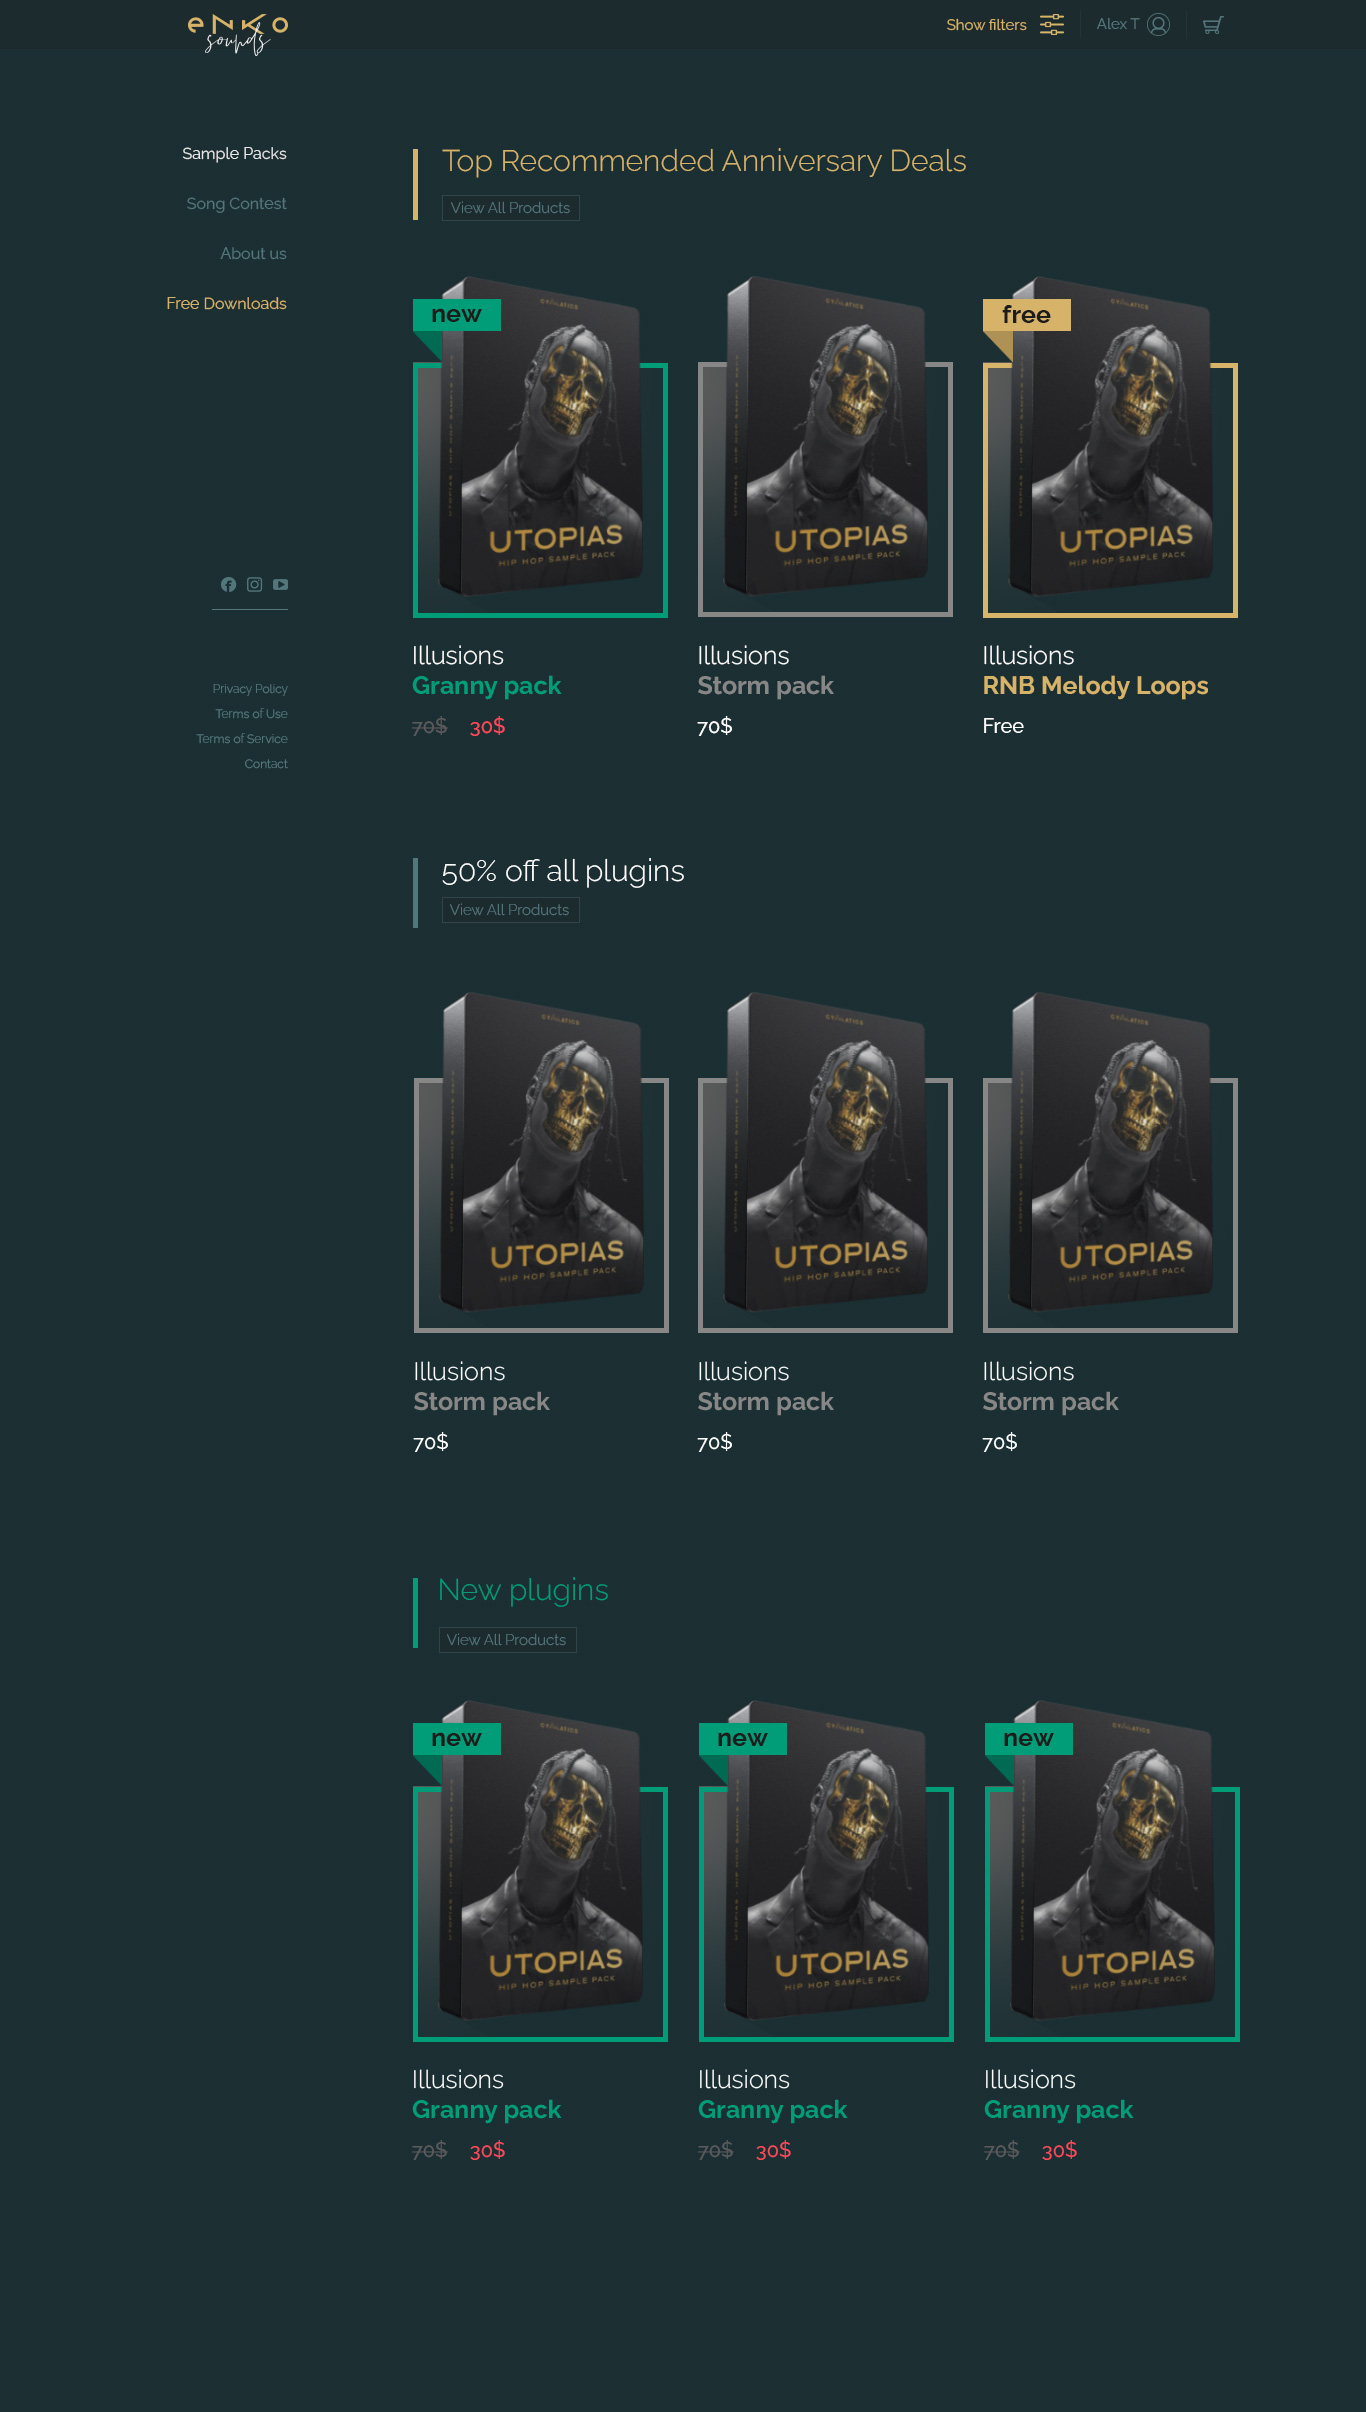 eNKO
sounds
Show filters
Alex T
Sample Packs
Song Contest
About us
Free Downloads
Privacy Policy
Terms of Use
Terms of Service
Contact
Top Recommended Anniversary Deals
View All Products
new
UTOPIAS
HIP HOP SAMPLE PACK
Illusions
Granny pack
70$ 30$
UTOPIAS
HIP HOP SAMPLE PACK
Illusions
Storm pack
70$
free
UTOPIAS
HIP HOP SAMPLE PACK
Illusions
RNB Melody Loops
Free
50% off all plugins
View All Products
UTOPIAS
HIP HOP SAMPLE PACK
Illusions
Storm pack
70$
UTOPIAS
HIP HOP SAMPLE PACK
Illusions
Storm pack
70$
UTOPIAS
HIP HOP SAMPLE PACK
Illusions
Storm pack
70$
New plugins
View All Products
new
UTOPIAS
HIP HOP SAMPLE PACK
Illusions
Granny pack
70$ 30$
new
UTOPIAS
HIP HOP SAMPLE PACK
Illusions
Granny pack
70$ 30$
new
UTOPIAS
HIP HOP SAMPLE PACK
Illusions
Granny pack
70$ 30$